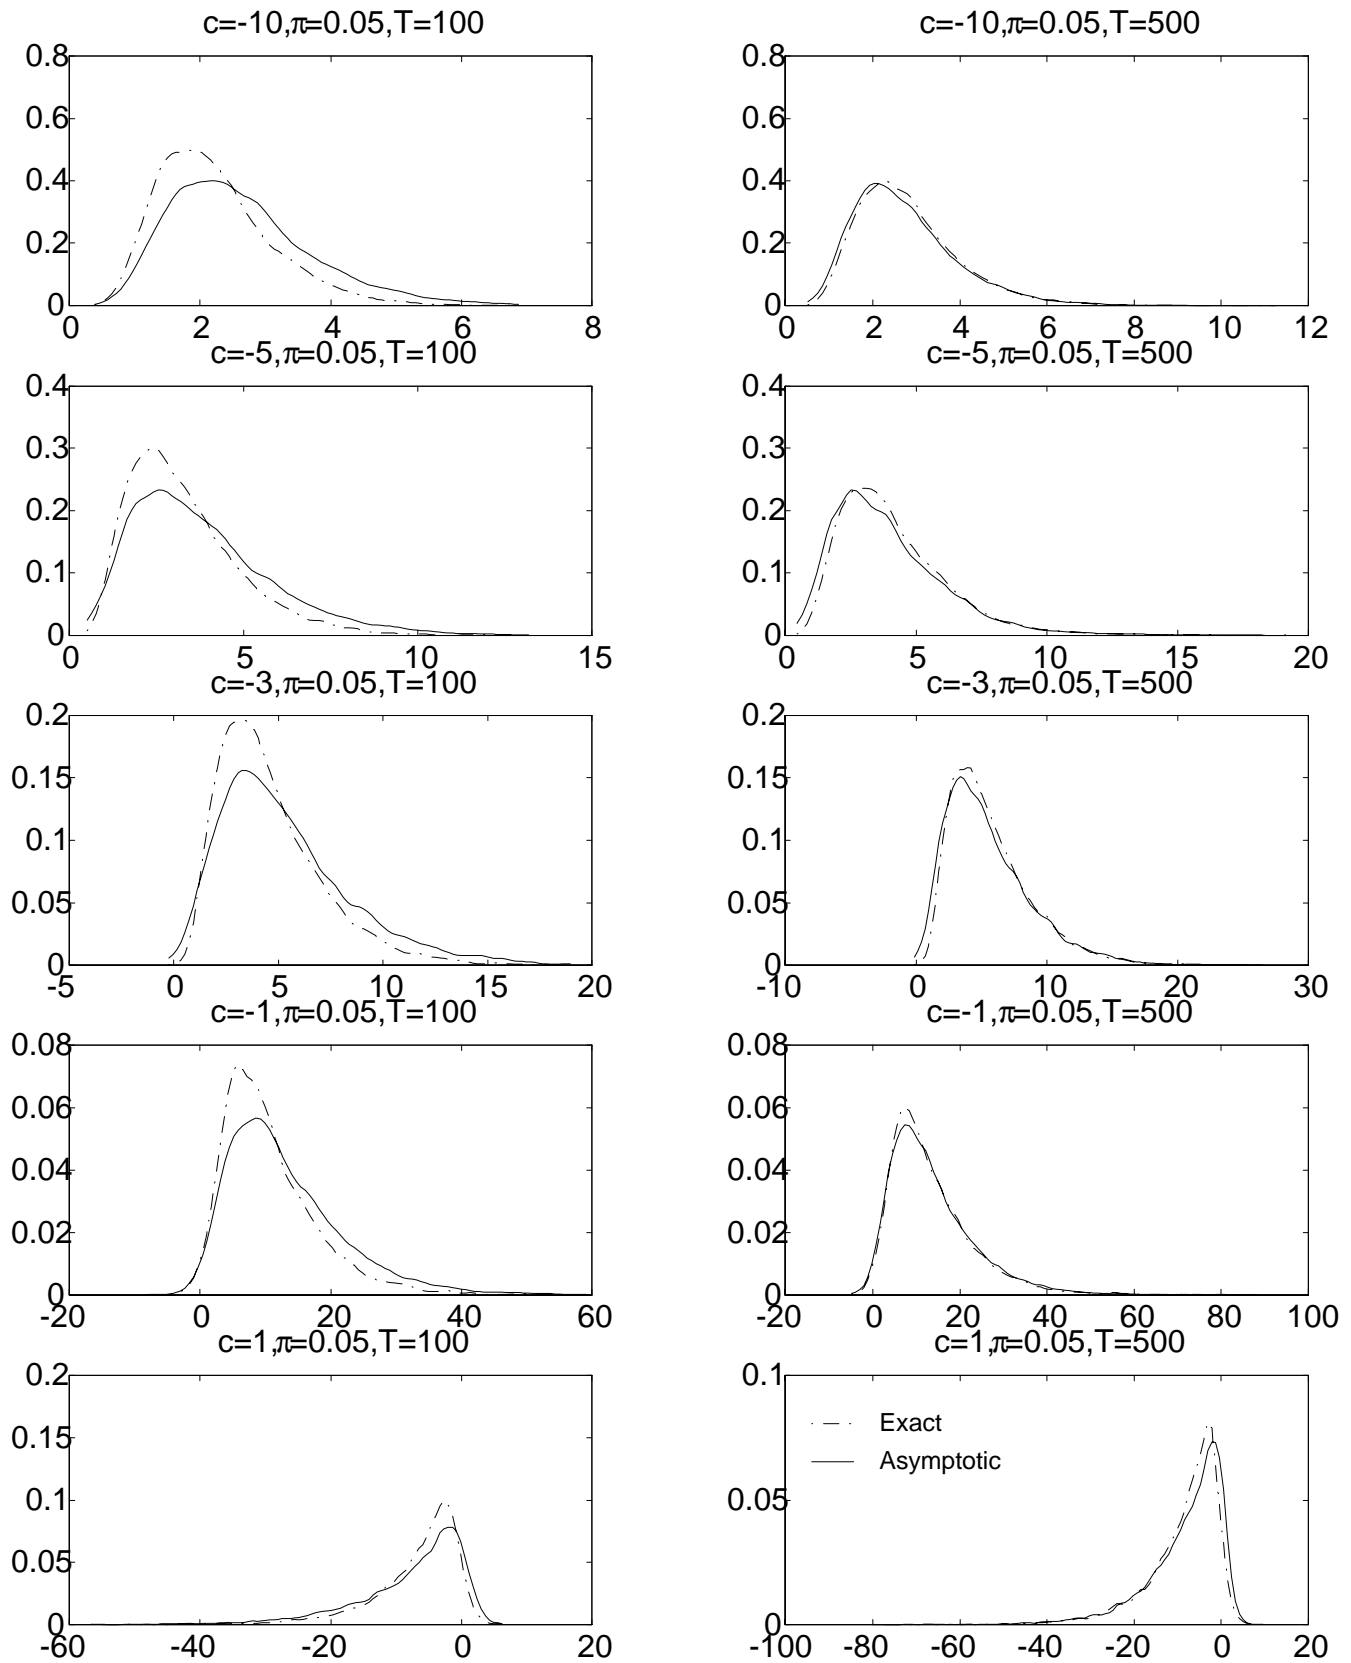 c=-10,π=0.05,T=100
c=-10,π=0.05,T=500
0.8
0.6
0.4
0.2
0
0 2 4 6 8
0.8
0.6
0.4
0.2
0
0 2 4 6 8 10 12
c=-5,π=0.05,T=100
c=-5,π=0.05,T=500
0.4
0.3
0.2
0.1
0
0 5 10 15
0.4
0.3
0.2
0.1
0
0 5 10 15 20
c=-3,π=0.05,T=100
c=-3,π=0.05,T=500
0.2
0.15
0.1
0.05
0
-5 0 5 10 15 20
0.2
0.15
0.1
0.05
0
-10 0 10 20 30
c=-1,π=0.05,T=100
c=-1,π=0.05,T=500
0.08
0.06
0.04
0.02
0
-20 0 20 40 60
0.08
0.06
0.04
0.02
0
-20 0 20 40 60 80 100
c=1,π=0.05,T=100
c=1,π=0.05,T=500
0.2
0.15
0.1
0.05
0
-60 -40 -20 0 20
0.1
0.05
0
Exact
Asymptotic
-100 -80 -60 -40 -20 0 20